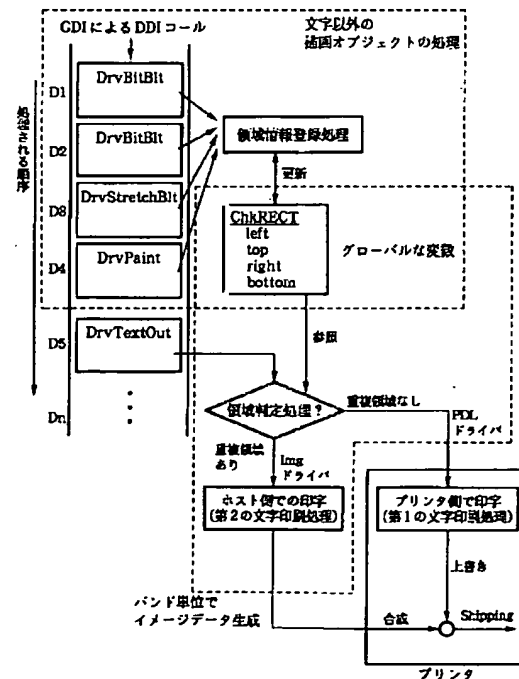 GDIによるDDIコール
文字以外の
描画オブジェクトの処理
処理される順序
D1
DrvBitBlt
D2
DrvBitBlt
D3
DrvStretchBlt
D4
DrvPaint
領域情報登録処理
更新
ChkRECT
left
top
right
bottom
グローバルな変数
D5
DrvTextOut
参照
Dn
領域判定処理?
重複領域なし
重複領域
あり
Img
ドライバ
PDL
ドライバ
ホスト側での印字
(第2の文字印刷処理)
プリンタ側で印字
(第1の文字印刷処理)
上書き
バンド単位で
イメージデータ生成
合成
Shipping
プリンタ